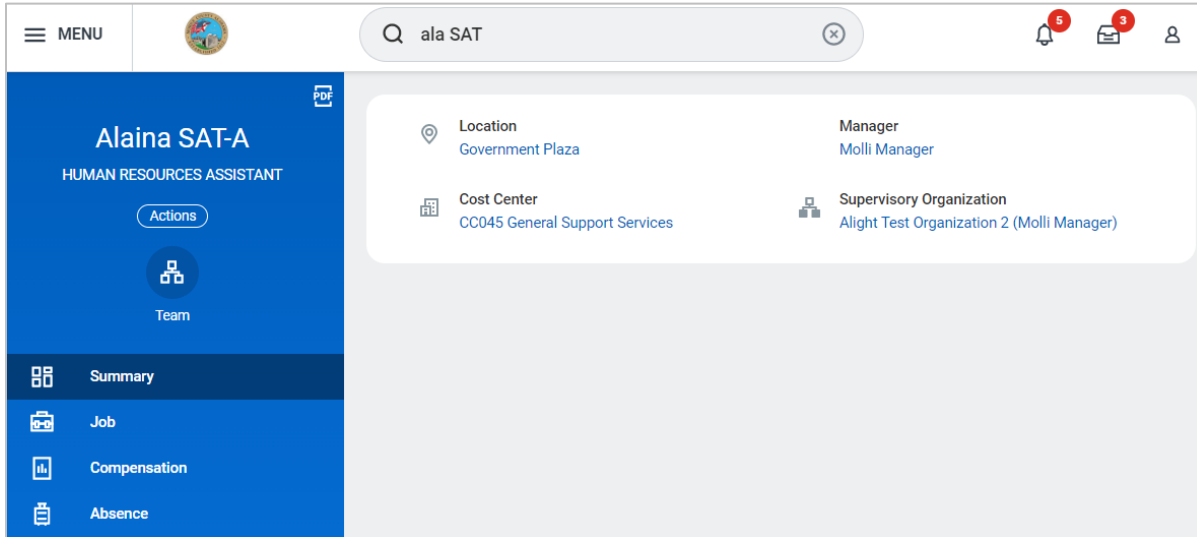 MENU
ala SAT
5
3
PDF
Alaina SAT-A
HUMAN RESOURCES ASSISTANT
Actions
Team
Summary
Job
Compensation
Absence
Location
Government Plaza
Manager
Molli Manager
Cost Center
CC045 General Support Services
Supervisory Organization
Alight Test Organization 2 (Molli Manager)